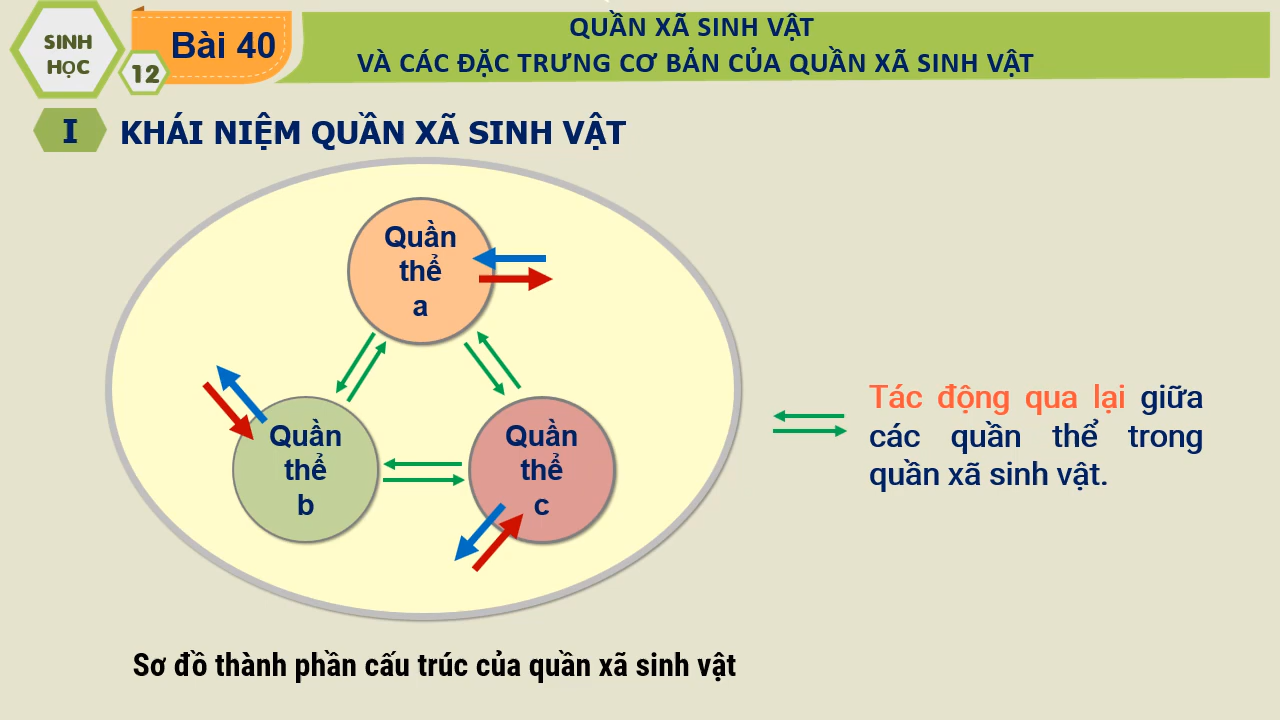 SINH
HỌC
12
Bài 40
QUẦN XÃ SINH VẬT
VÀ CÁC ĐẶC TRƯNG CƠ BẢN CỦA QUẦN XÃ SINH VẬT
I
KHÁI NIỆM QUẦN XÃ SINH VẬT
Quần
thể
a
Quần
thể
b
Quần
thể
c
Tác động qua lại giữa
các quần thể trong
quần xã sinh vật.
Sơ đồ thành phần cấu trúc của quần xã sinh vật